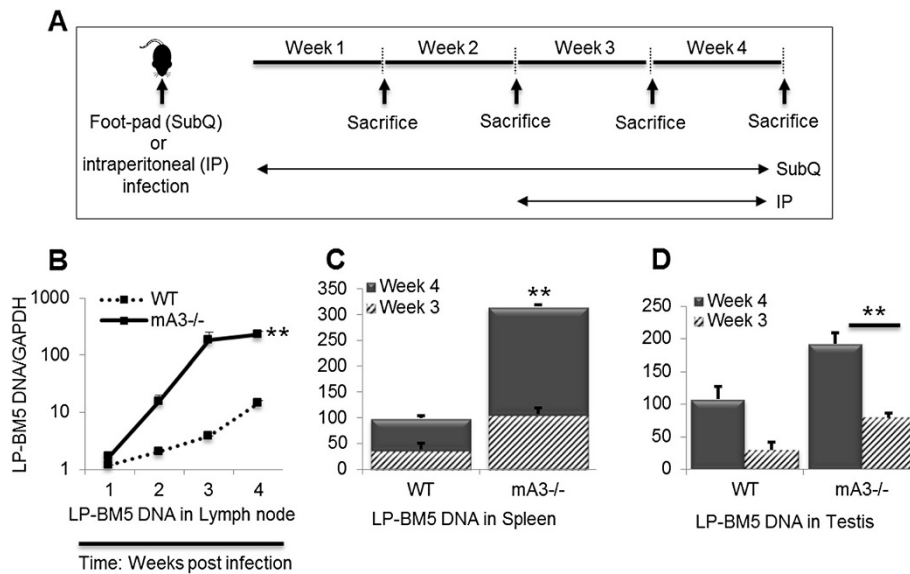 A
Week 1 Week 2 Week 3 Week 4
Foot-pad (SubQ)
or
intraperitoneal (IP)
infection
Sacrifice Sacrifice Sacrifice Sacrifice
SubQ
IP
B
LP-BM5 DNA/GAPDH
WT
mA3-/-
1000
100
10
1
**
1 2 3 4
LP-BM5 DNA in Lymph node
Time: Weeks post infection
C
Week 4
Week 3
350
300
250
200
150
100
50
0
**
WT mA3-/-
LP-BM5 DNA in Spleen
D
Week 4
Week 3
250
200
150
100
50
0
**
WT mA3-/-
LP-BM5 DNA in Testis